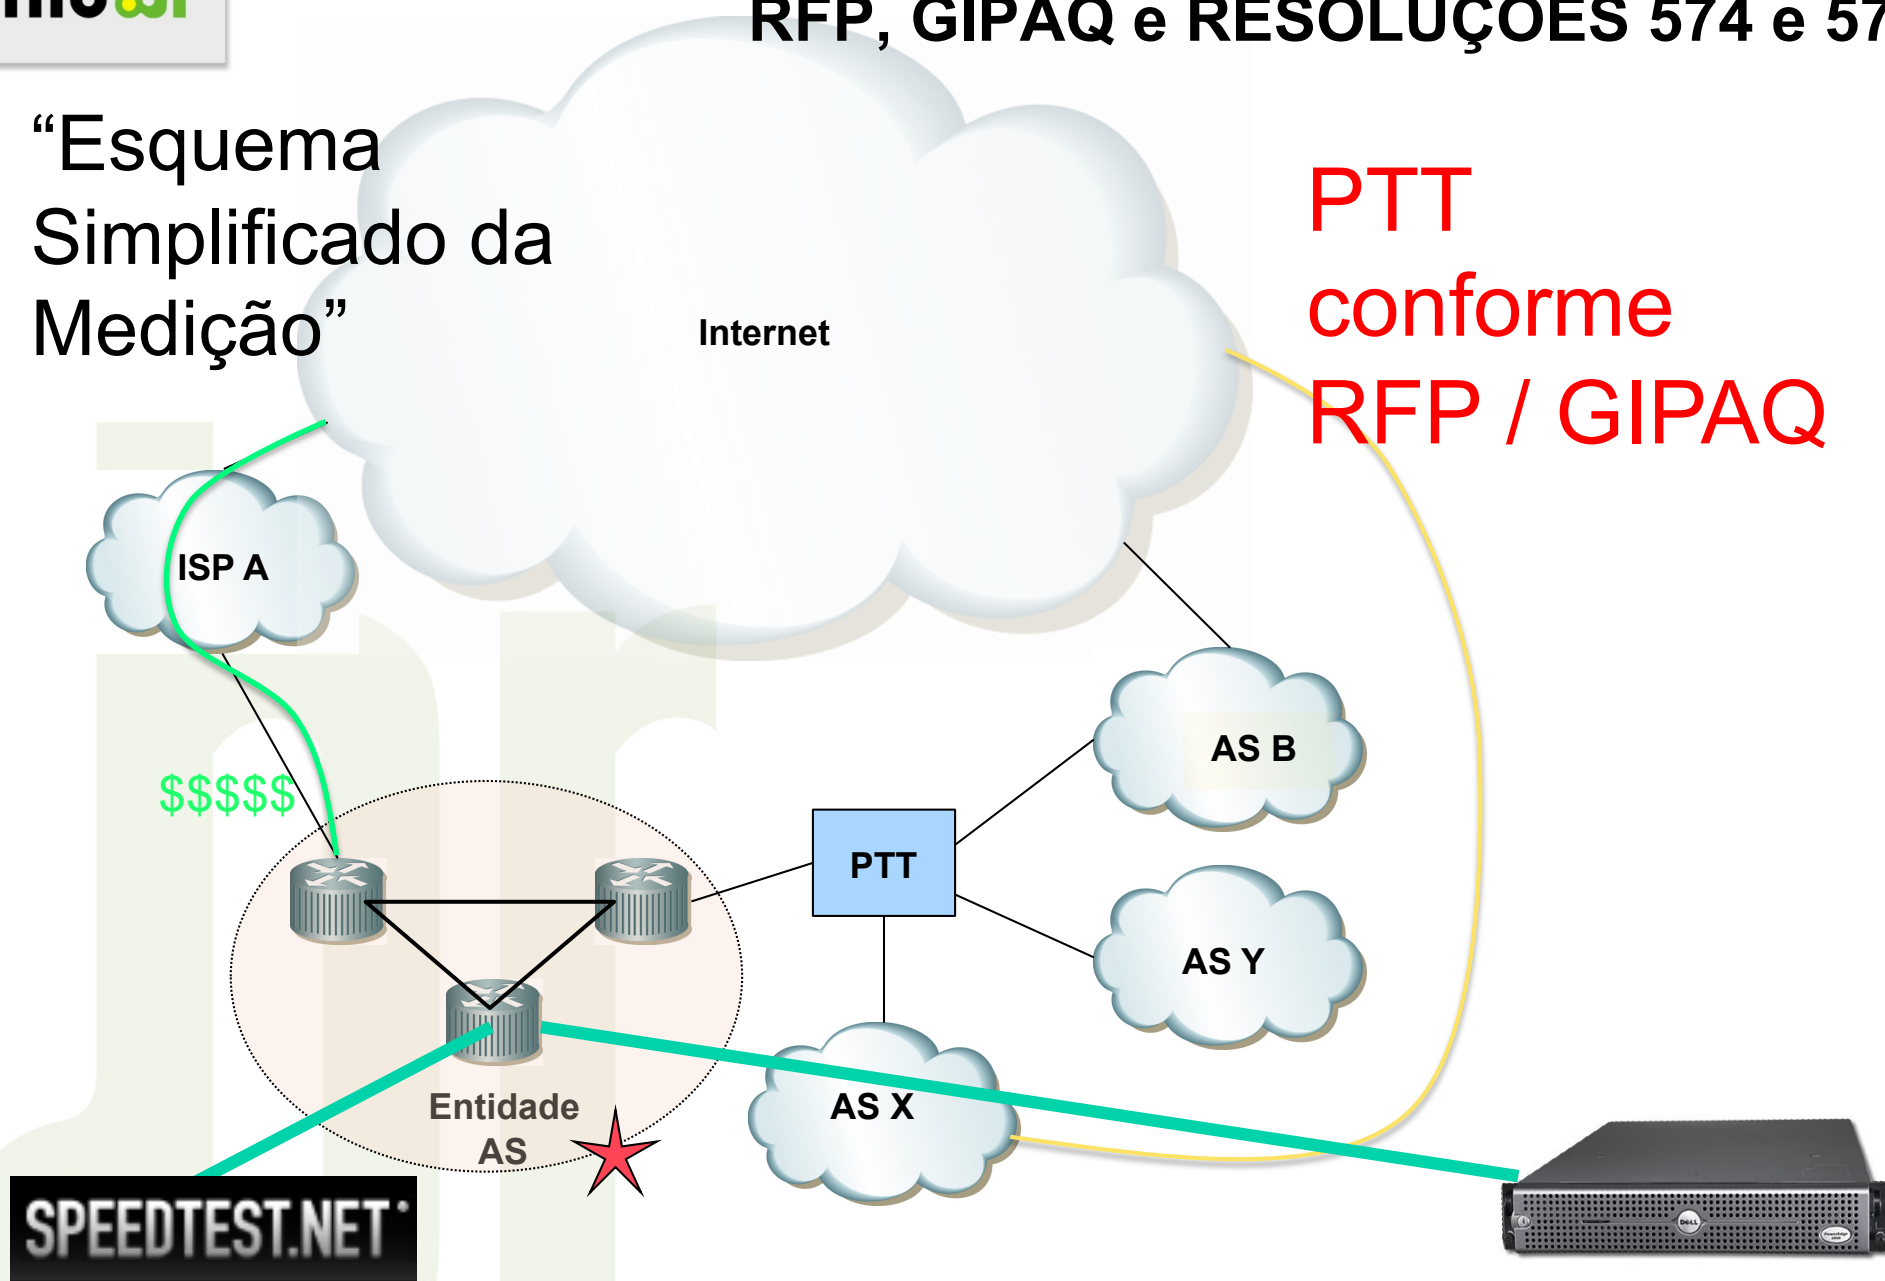 RFP, GIPAQ e RESOLUÇÕES 574 e 57
“Esquema
Simplificado da
Medição”
PTT
conforme
RFP / GIPAQ
Internet
ISP A
$$$$$
AS B
PTT
AS Y
AS X
Entidade
AS
SPEEDTEST.NET
DELL